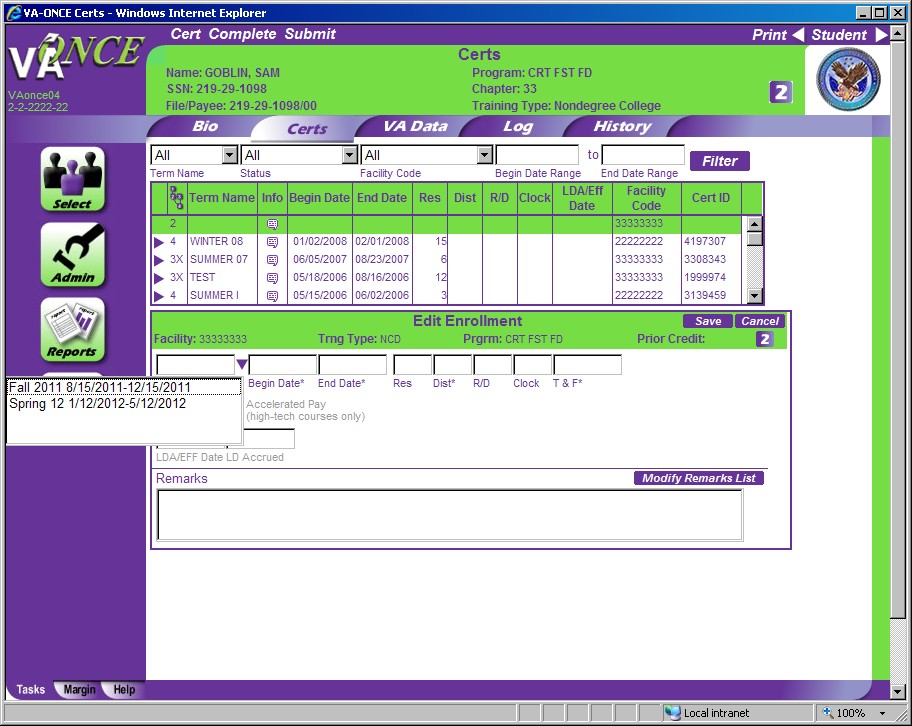 VA-ONCE Certs - Windows Internet Explorer
VA ONCE
Cert Complete Submit
Print Student
Certs
Name: GOBLIN, SAM
Program: CRT FST FD
SSN: 219-29-1098
Chapter: 33
2
File/Payee: 219-29-1098/00
Training Type: Nondegree College
VAonce04
2-2-2222-22
Bio Certs VA Data Log History
All All All to Filter
Term Name Status Facility Code Begin Date Range End Date Range
Term Name Info Begin Date End Date Res Dist R/D Clock LDA/Eff Date Facility Code Cert ID
2 33333333
4 WINTER 08 01/02/2008 02/01/2008 15 22222222 4197307
3X SUMMER 07 06/05/2007 08/23/2007 6 33333333 3308343
3X TEST 05/18/2006 08/16/2006 12 33333333 1999974
4 SUMMER I 05/15/2006 06/02/2006 3 22222222 3139459
Select
Admin
Reports
Edit Enrollment Save Cancel
Facility: 33333333 Trng Type: NCD Prgrm: CRT FST FD Prior Credit: 2
Begin Date* End Date* Res Dist* R/D Clock T & F*
Fall 2011 8/15/2011-12/15/2011
Spring 12 1/12/2012-5/12/2012
Accelerated Pay
(high-tech courses only)
LDA/EFF Date LD Accrued
Remarks Modify Remarks List
Tasks Margin Help
Local intranet 100%